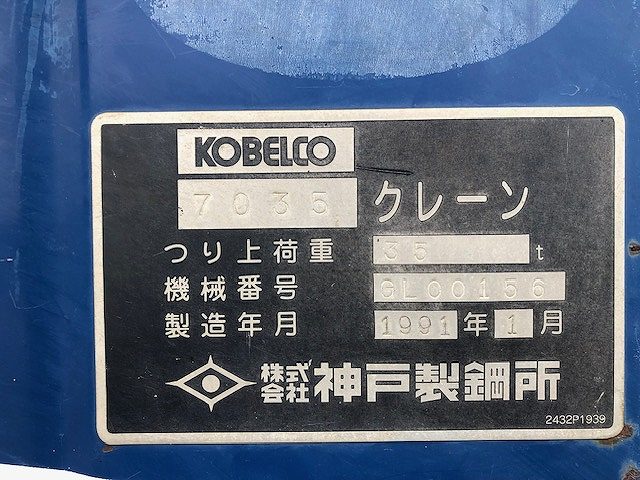 KOBELCO
7035 クレーン
つり上荷重 35 t
機械番号 GL00156
製造年月 1991年1月
株式会社 神戸製鋼所
2432P1939